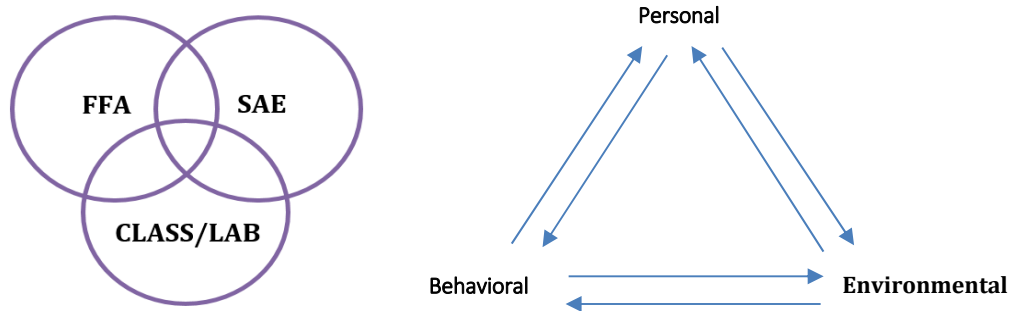 Personal
FFA
SAE
CLASS/LAB
Behavioral
Environmental